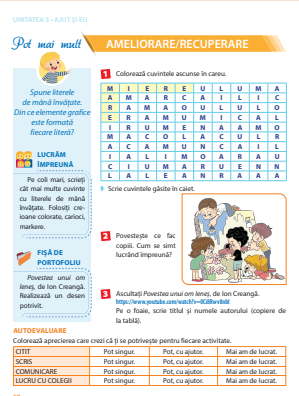 UNITATEA 3 • AJUT ȘI EU
Pot mai mult
AMELIORARE/RECUPERARE
Spune literele
de mână învățate.
Din ce elemente grafice
este formată
fiecare literă?
LUCRĂM
ÎMPREUNĂ
Pe coli mari, scrieți
cât mai multe cuvinte
cu literele de mână
învățate. Folosiți cre-
ioane colorate, carioci,
markere.
FIȘĂ DE
PORTOFOLIU
Povestea unui om
leneș, de Ion Creangă.
Realizează un desen
potrivit.
1 Colorează cuvintele ascunse în careu.
M I E R E U L U M A
A M A R C A I L I C
R A M A O U L U L O
E R A M U M I C A L
I R U M E N A A M O
M A C O L A C U L R
A C A M U N C A I L
I A L I M O A R A U
C I U M A R U E N N
L A L E A N R A A A
Scrie cuvintele găsite în caiet.
2 Povestește ce fac
copiii. Cum se simt
lucrând împreună?
3 Ascultați Povestea unui om leneș, de Ion Creangă.
Pe o foaie, scrie titlul și numele autorului (copiere de
la tablă).
AUTOEVALUARE
Colorează aprecierea care crezi că ți se potrivește pentru fiecare activitate.
CITIT Pot singur. Pot, cu ajutor. Mai am de lucrat.
SCRIS Pot singur. Pot, cu ajutor. Mai am de lucrat.
COMUNICARE Pot singur. Pot, cu ajutor. Mai am de lucrat.
LUCRU CU COLEGII Pot singur. Pot, cu ajutor. Mai am de lucrat.